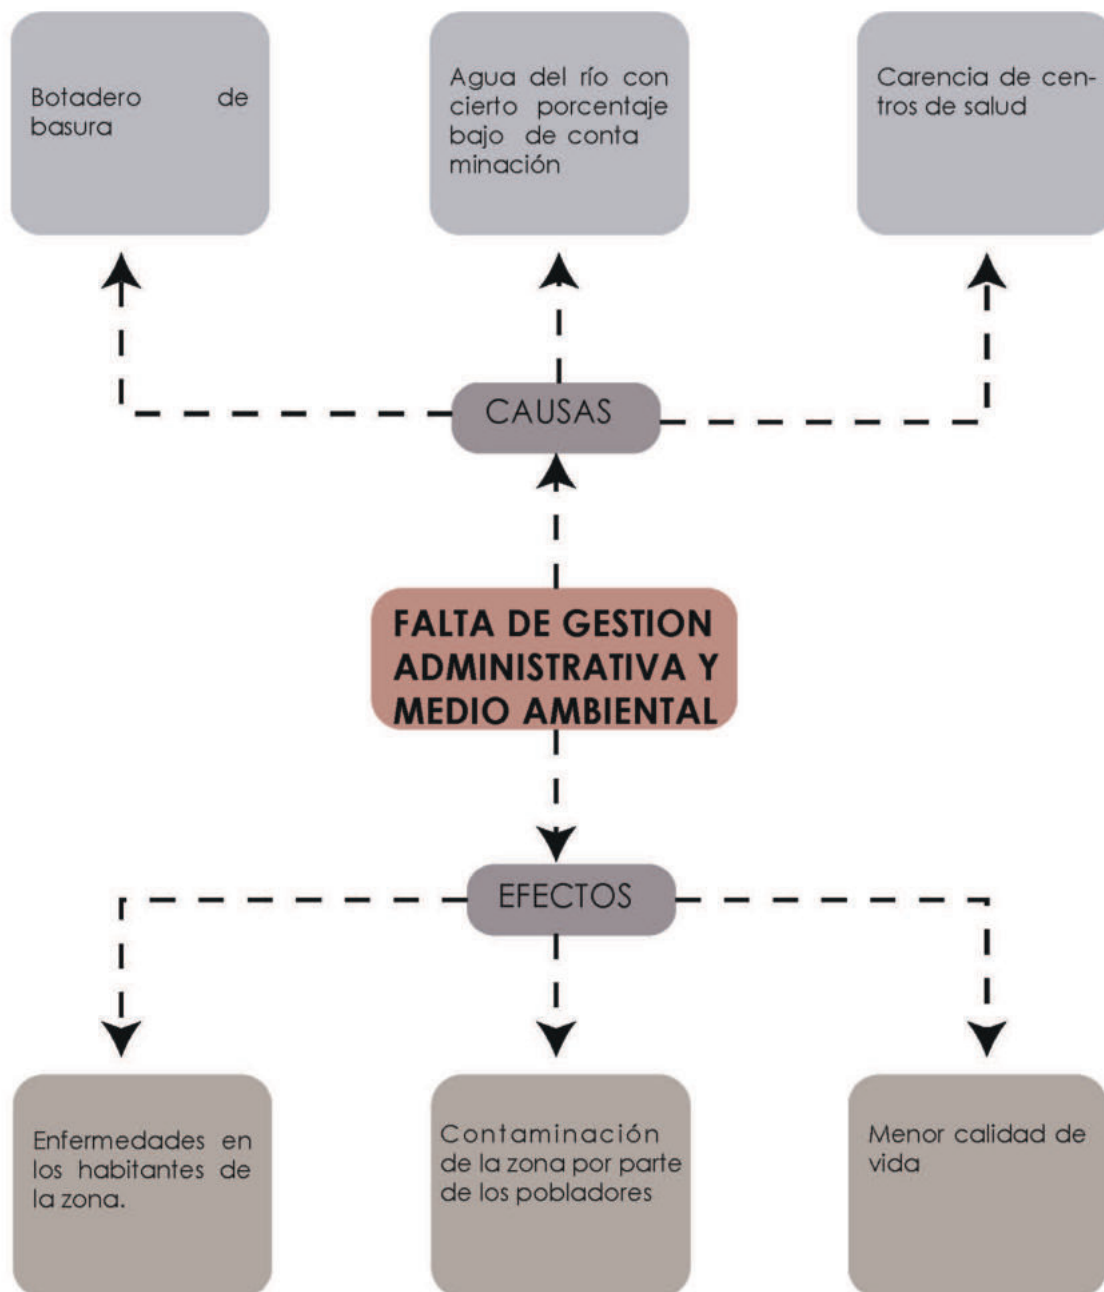 Botadero de
basura
Agua del río con
cierto porcentaje
bajo de conta
minación
Carencia de cen-
tros de salud
CAUSAS
FALTA DE GESTION
ADMINISTRATIVA Y
MEDIO AMBIENTAL
EFECTOS
Enfermedades en
los habitantes de
la zona.
Contaminación
de la zona por parte
de los pobladores
Menor calidad de
vida